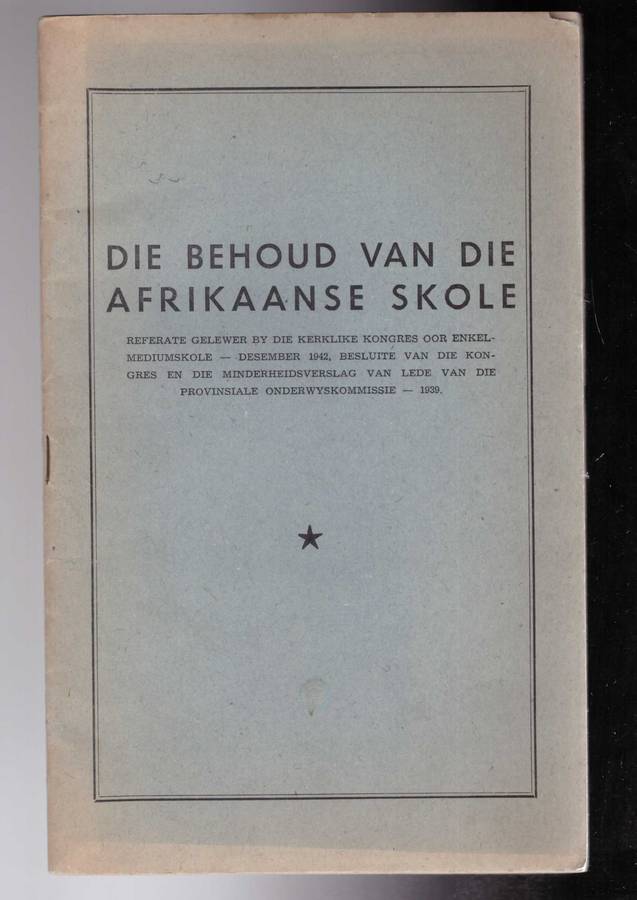 DIE BEHOUD VAN DIE
AFRIKAANSE SKOLE
REFERATE GELEWER BY DIE KERKLIKE KONGRES OOR ENKEL-
MEDIUMSKOLE — DESEMBER 1942, BESLUITE VAN DIE KON-
GRES EN DIE MINDERHEIDSVERSLAG VAN LEDE VAN DIE
PROVINSIALE ONDERWYSKOMMISSIE — 1939.